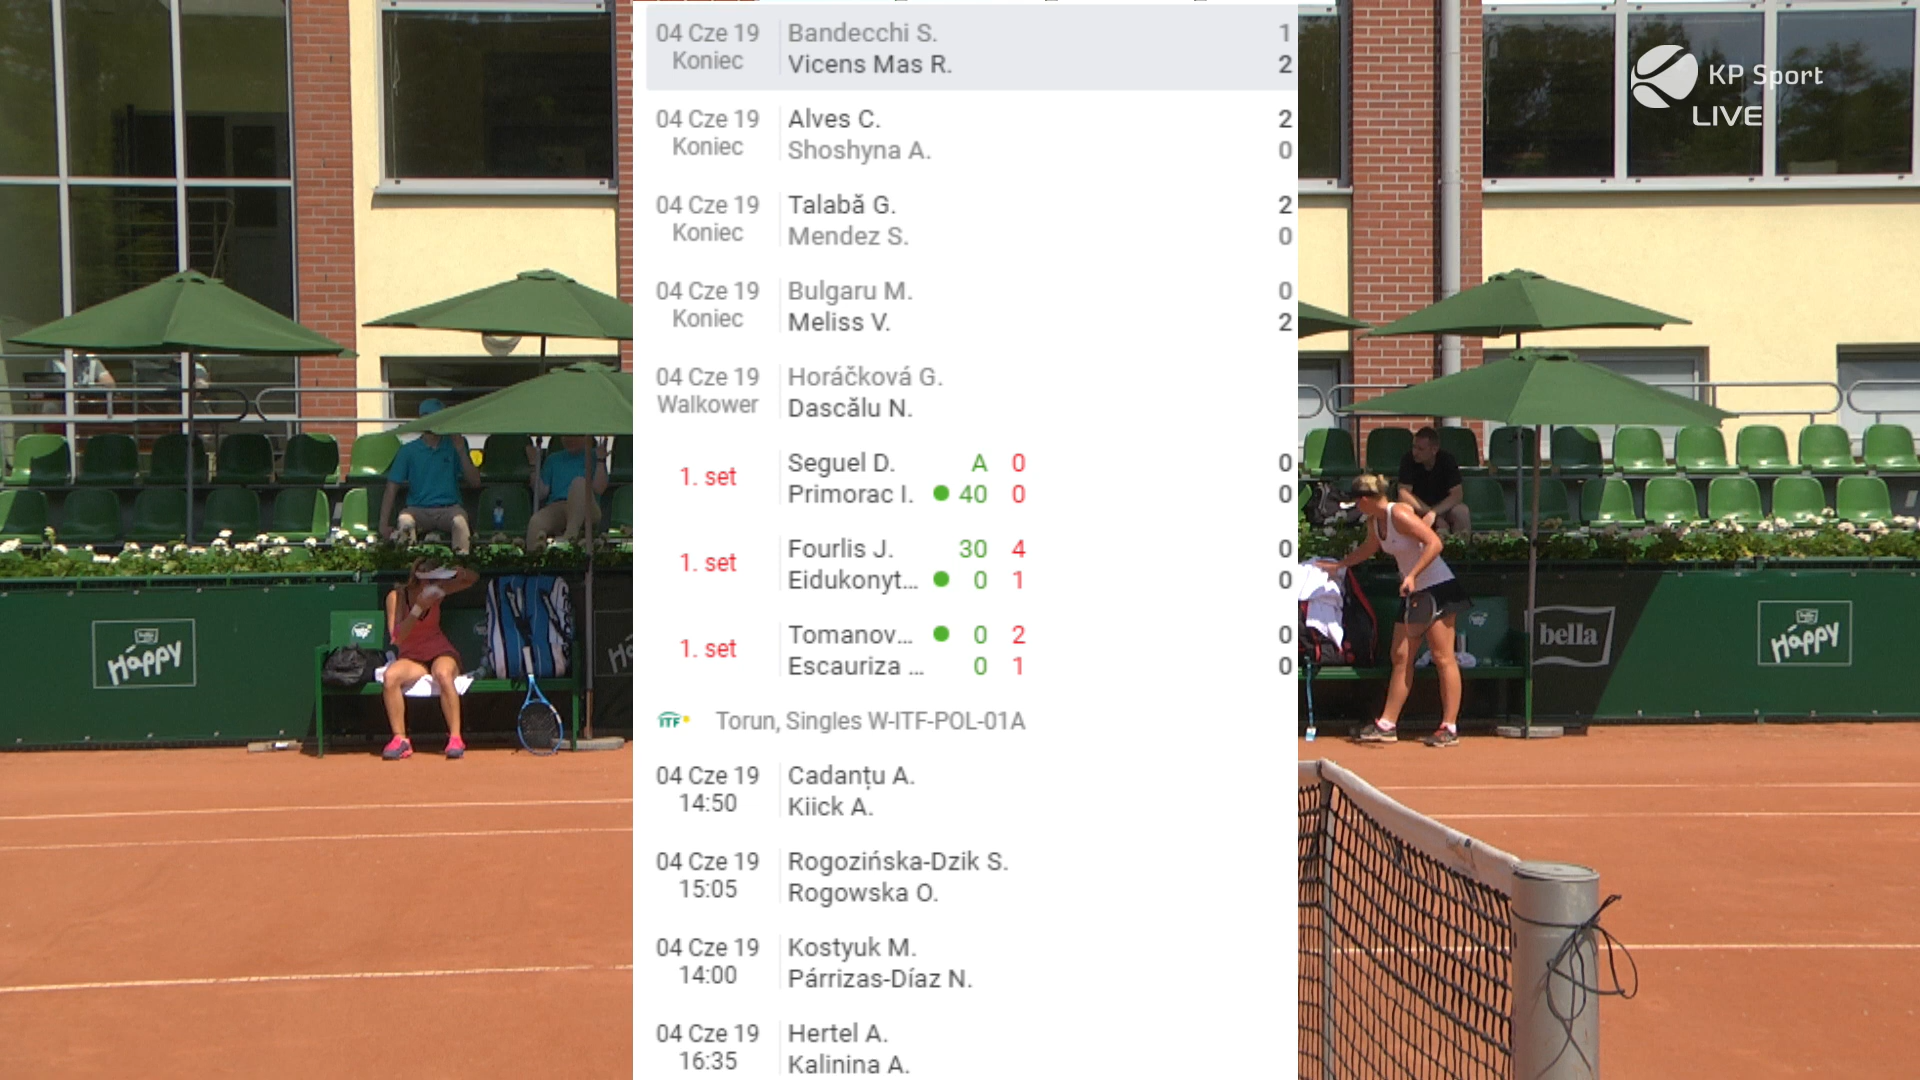 04 Cze 19 Bandecchi S. 1
Koniec Vicens Mas R. 2
04 Cze 19 Alves C. 2
Koniec Shoshyna A. 0
04 Cze 19 Talabă G. 2
Koniec Mendez S. 0
04 Cze 19 Bulgaru M. 0
Koniec Meliss V. 2
04 Cze 19 Horáčková G.
Walkower Dascălu N.
1. set
Seguel D. A 0 0
Primorac I. 40 0 0
1. set
Fourlis J. 30 4 0
Eidukonyt... 0 1 0
1. set
Tomanov... 0 2 0
Escauriza ... 0 1 0
ITF Torun, Singles W-ITF-POL-01A
04 Cze 19 Cadanțu A.
14:50 Kiick A.
04 Cze 19 Rogozińska-Dzik S.
15:05 Rogowska O.
04 Cze 19 Kostyuk M.
14:00 Párrizas-Díaz N.
04 Cze 19 Hertel A.
16:35 Kalinina A.
KP Sport
LIVE
bella
Happy
bella
bella
Happy